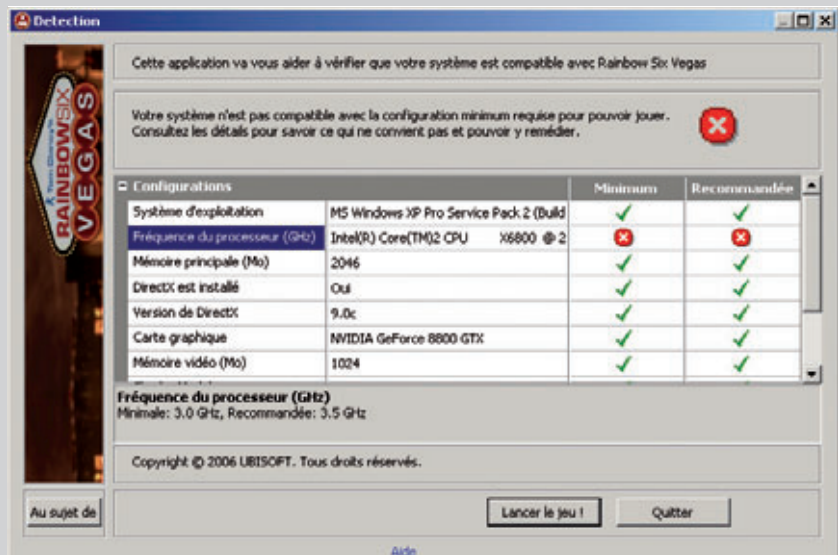 Detection
Tom Clancy's
RAINBOWSIX
VEGAS
Cette application va vous aider à vérifier que votre système est compatible avec Rainbow Six Vegas
Votre système n'est pas compatible avec la configuration minimum requise pour pouvoir jouer.
Consultez les détails pour savoir ce qui ne convient pas et pouvoir y remédier.
Configurations Minimum Recommandée
Système d'exploitation MS Windows XP Pro Service Pack 2 (Build
Fréquence du processeur (GHz) Intel(R) Core(TM)2 CPU X6800 @ 2
Mémoire principale (Mo) 2046
DirectX est installé Oui
Version de DirectX 9.0c
Carte graphique NVIDIA GeForce 8800 GTX
Mémoire vidéo (Mo) 1024
Fréquence du processeur (GHz)
Minimale: 3.0 GHz, Recommandée: 3.5 GHz
Copyright © 2006 UBISOFT. Tous droits réservés.
Au sujet de
Lancer le jeu !
Quitter
Aide